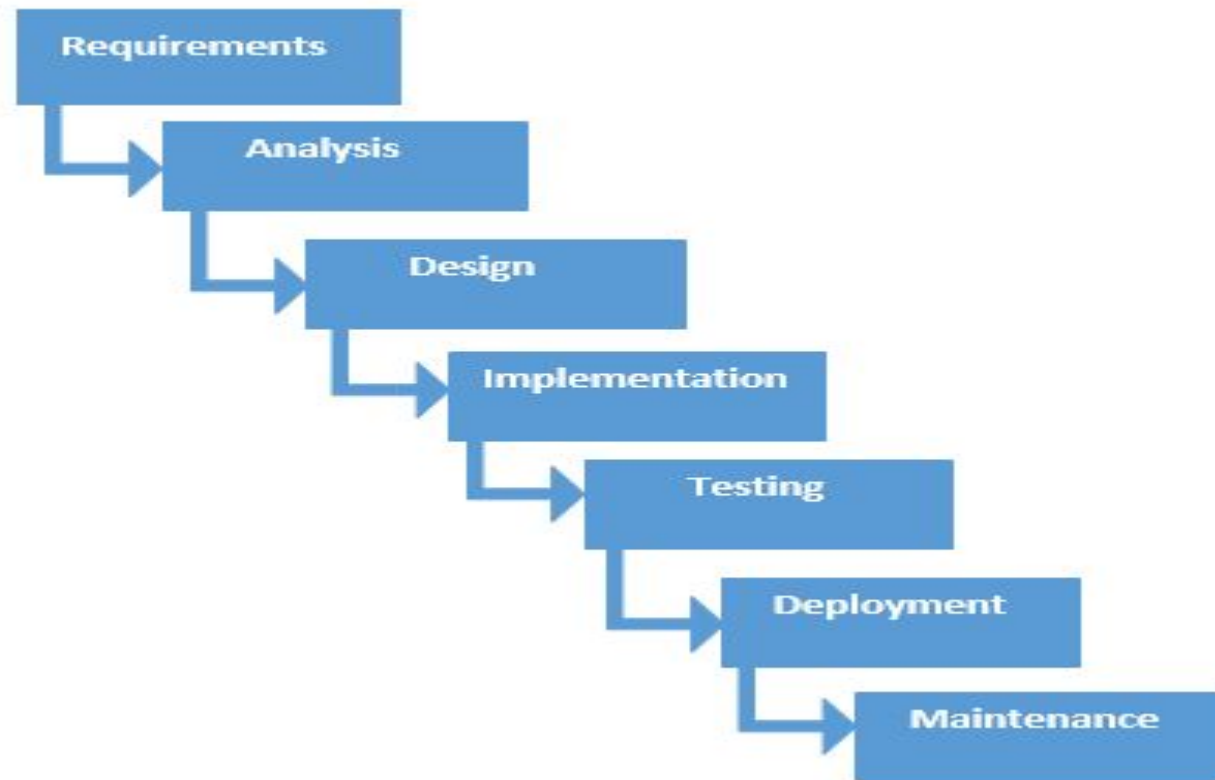 Requirements
Analysis
Design
Implementation
Testing
Deployment
Maintenance